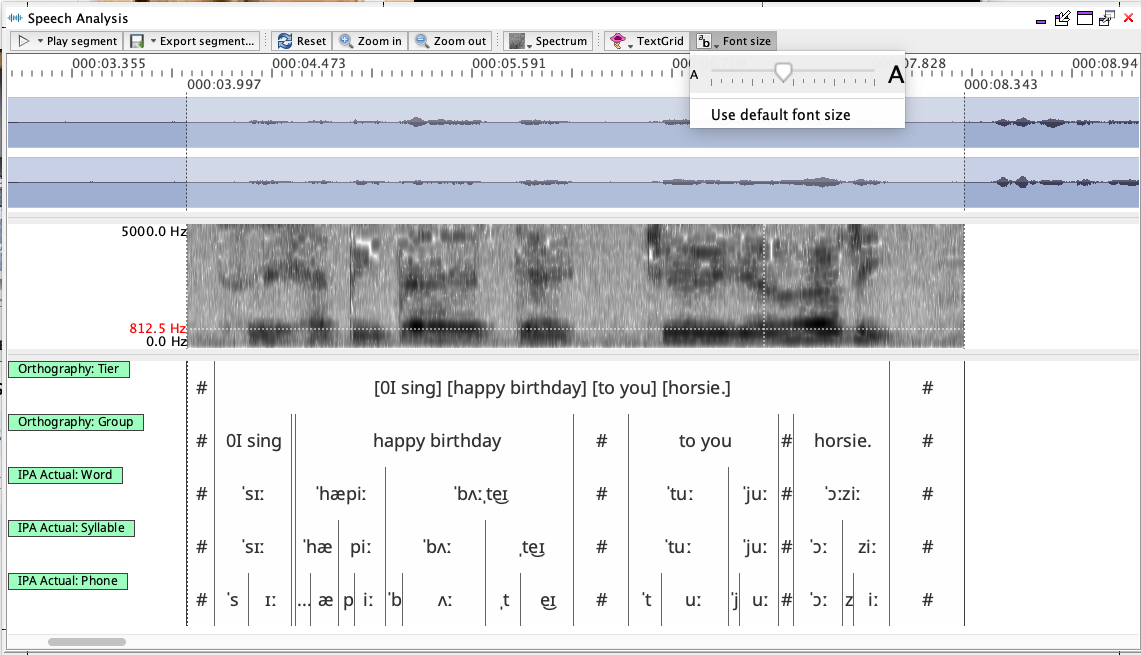 Speech Analysis
Play segment Export segment... Reset Zoom in Zoom out Spectrum TextGrid Font size
000:03.355 000:04.473 000:05.591 07.828 000:08.94
A A
000:03.997 000:08.343
Use default font size
5000.0 Hz
812.5 Hz
0.0 Hz
Orthography: Tier # [0I sing] [happy birthday] [to you] [horsie.] #
Orthography: Group # 0I sing happy birthday # to you # horsie. #
IPA Actual: Word # ˈsɪː ˈhæpiː ˈbʌːˌte͜ɪ # ˈtuː ˈjuː # ˈɔːziː #
IPA Actual: Syllable # ˈsɪː ˈhæ piː ˈbʌː ˌte͜ɪ # ˈtuː ˈjuː # ˈɔː ziː #
IPA Actual: Phone # ˈs ɪː ... æ p iː ˈb ʌː ˌt e͜ɪ # ˈt uː ˈj uː # ˈɔː z iː #